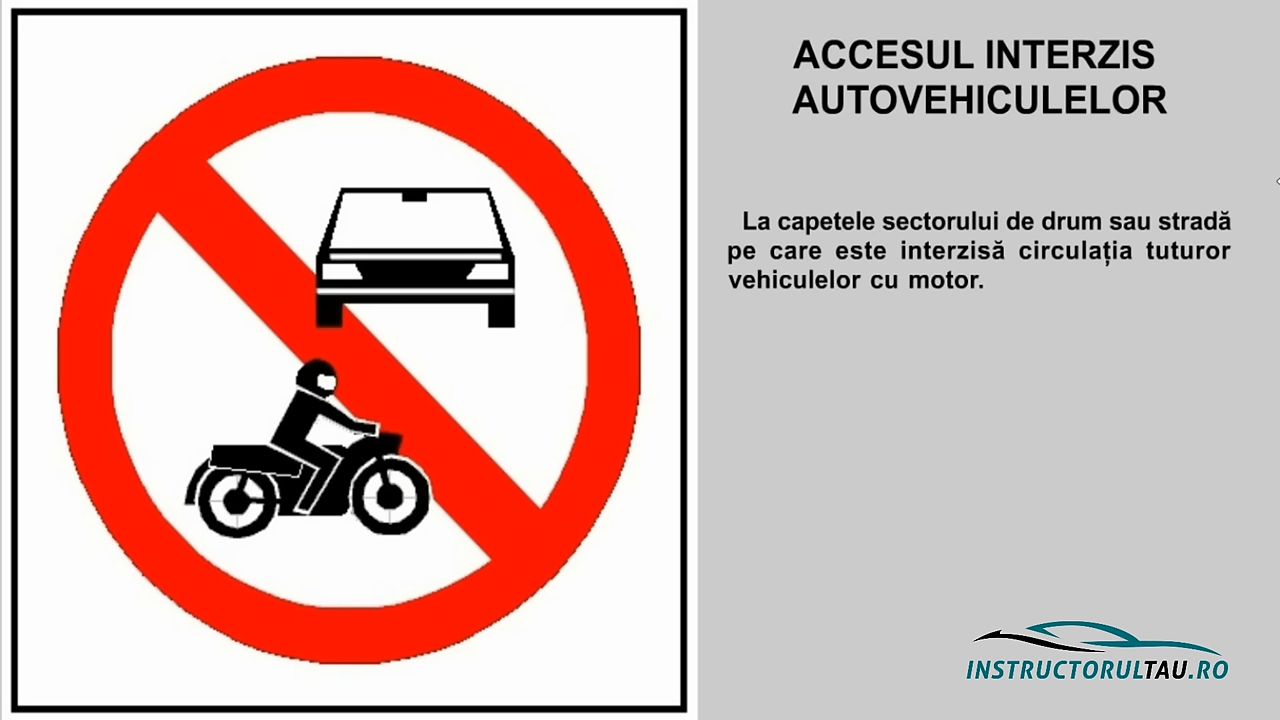 ACCESUL INTERZIS
AUTOVEHICULELOR
La capetele sectorului de drum sau stradă
pe care este interzisă circulația tuturor
vehiculelor cu motor.
INSTRUCTORULTAU.RO